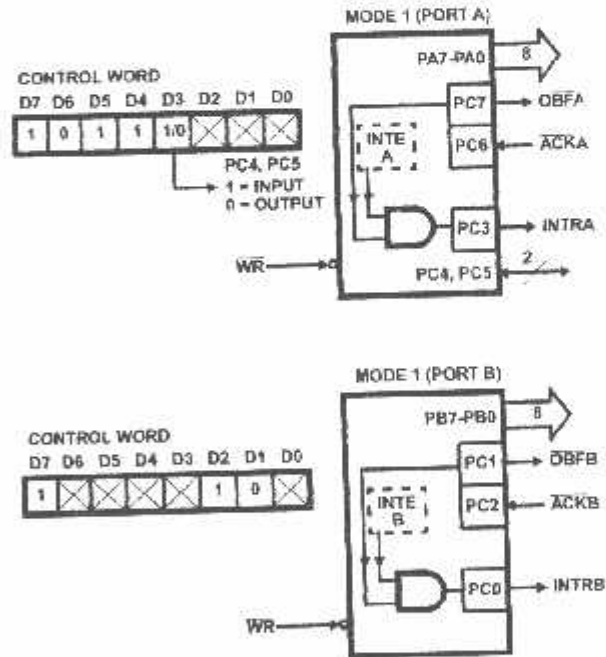 MODE 1 (PORT A)
PA7-PA0
8
CONTROL WORD
D7 D6 D5 D4 D3 D2 D1 D0
1 0 1 1 1/0
PC7
OBFA
INTE A
PC6
ACKA
PC4, PC5
1 = INPUT
0 = OUTPUT
PC3
INTRA
WR
PC4, PC5
2
MODE 1 (PORT B)
PB7-PB0
8
CONTROL WORD
D7 D6 D5 D4 D3 D2 D1 D0
1 1 0
PC1
OBFB
INTE B
PC2
ACKB
PC0
INTRB
WR